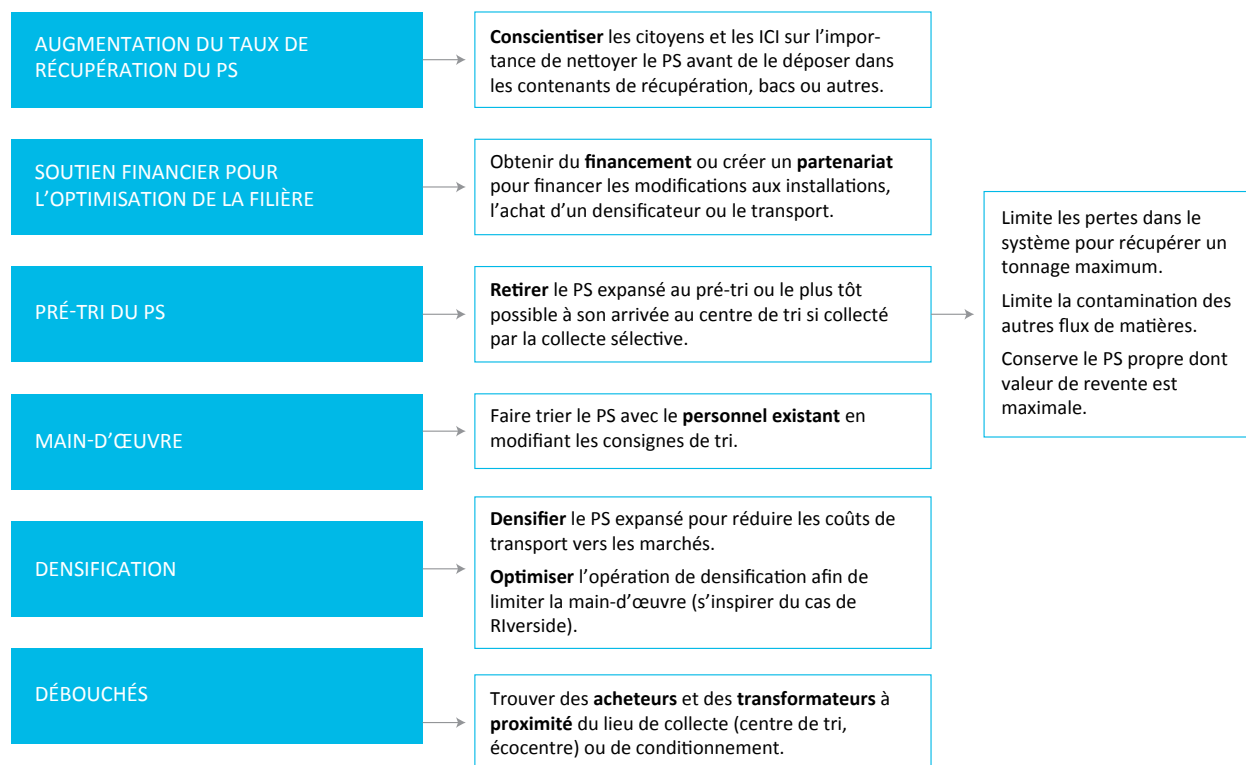 AUGMENTATION DU TAUX DE
RÉCUPÉRATION DU PS
Conscientiser les citoyens et les ICI sur l'impor-
tance de nettoyer le PS avant de le déposer dans
les contenants de récupération, bacs ou autres.
SOUTIEN FINANCIER POUR
L'OPTIMISATION DE LA FILIÈRE
Obtenir du financement ou créer un partenariat
pour financer les modifications aux installations,
l'achat d'un densificateur ou le transport.
PRÉ-TRI DU PS
Retirer le PS expansé au pré-tri ou le plus tôt
possible à son arrivée au centre de tri si collecté
par la collecte sélective.
Limite les pertes dans le
système pour récupérer un
tonnage maximum.
Limite la contamination des
autres flux de matières.
Conserve le PS propre dont
valeur de revente est
maximale.
MAIN-D'ŒUVRE
Faire trier le PS avec le personnel existant en
modifiant les consignes de tri.
DENSIFICATION
Densifier le PS expansé pour réduire les coûts de
transport vers les marchés.
Optimiser l'opération de densification afin de
limiter la main-d'œuvre (s'inspirer du cas de
RIverside).
DÉBOUCHÉS
Trouver des acheteurs et des transformateurs à
proximité du lieu de collecte (centre de tri,
écocentre) ou de conditionnement.